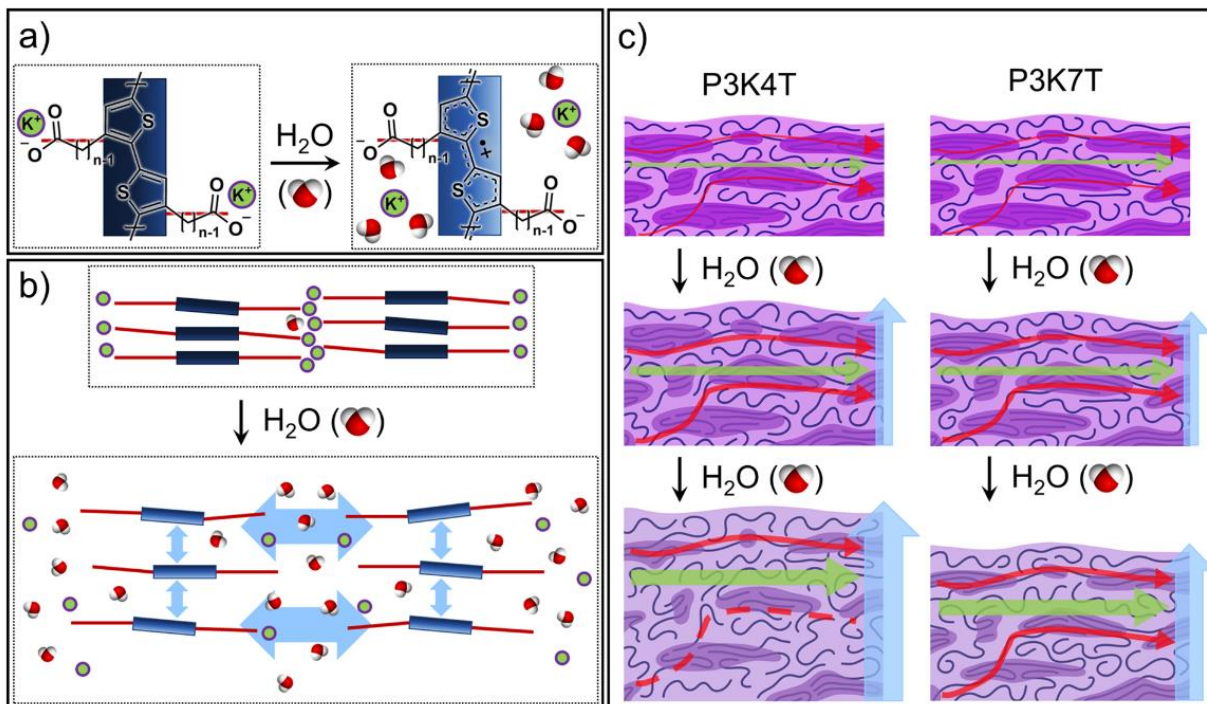 a)
K⁺
O
⁻O
n-1
S
S
O
O⁻
n-1
K⁺
H₂O
()
K⁺
O
⁻O
n-1
S
•+
S
O
O⁻
n-1
K⁺
b)
H₂O ()
c)
P3K4T
P3K7T
H₂O ()
H₂O ()
H₂O ()
H₂O ()